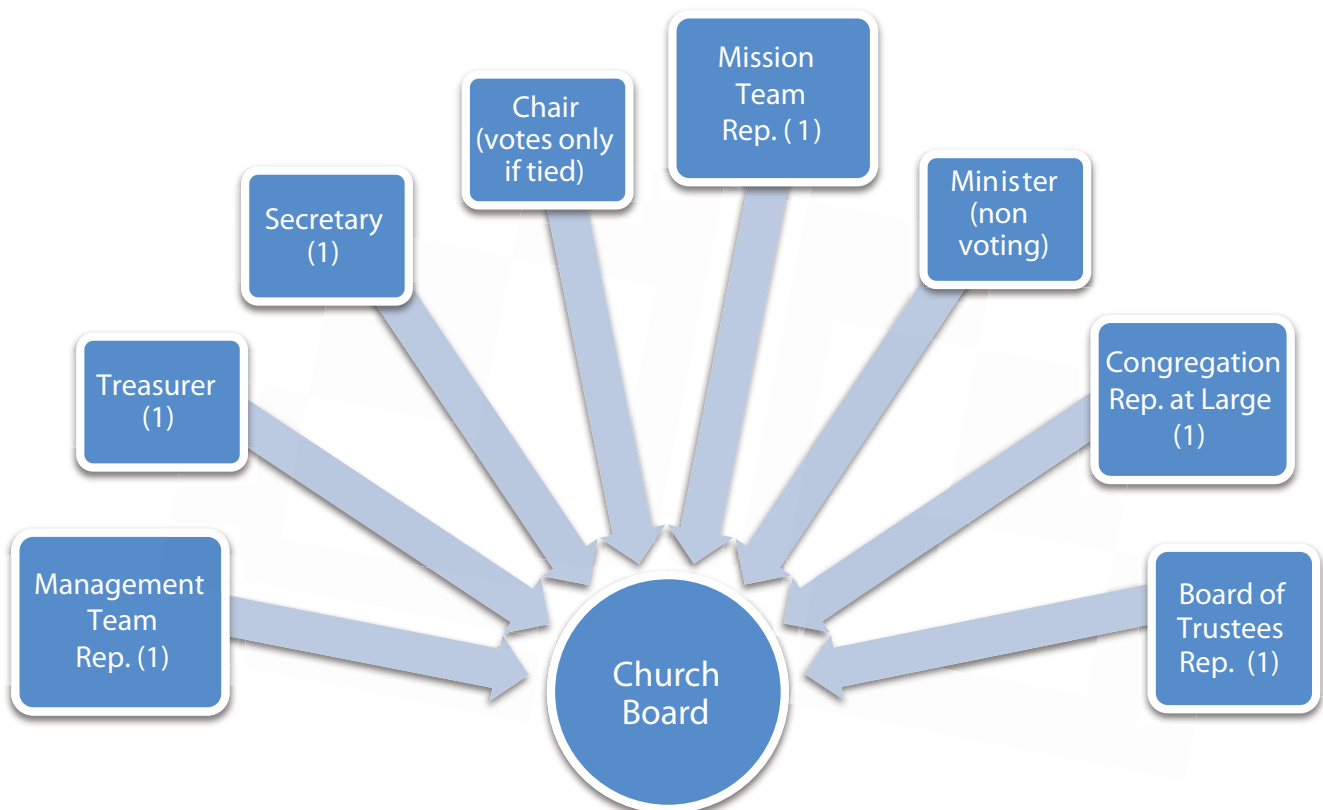 Mission
Team
Rep. ( 1)
Chair
(votes only
if tied)
Minister
(non
voting)
Secretary
(1)
Congregation
Rep. at Large
(1)
Treasurer
(1)
Management
Team
Rep. (1)
Board of
Trustees
Rep. (1)
Church
Board